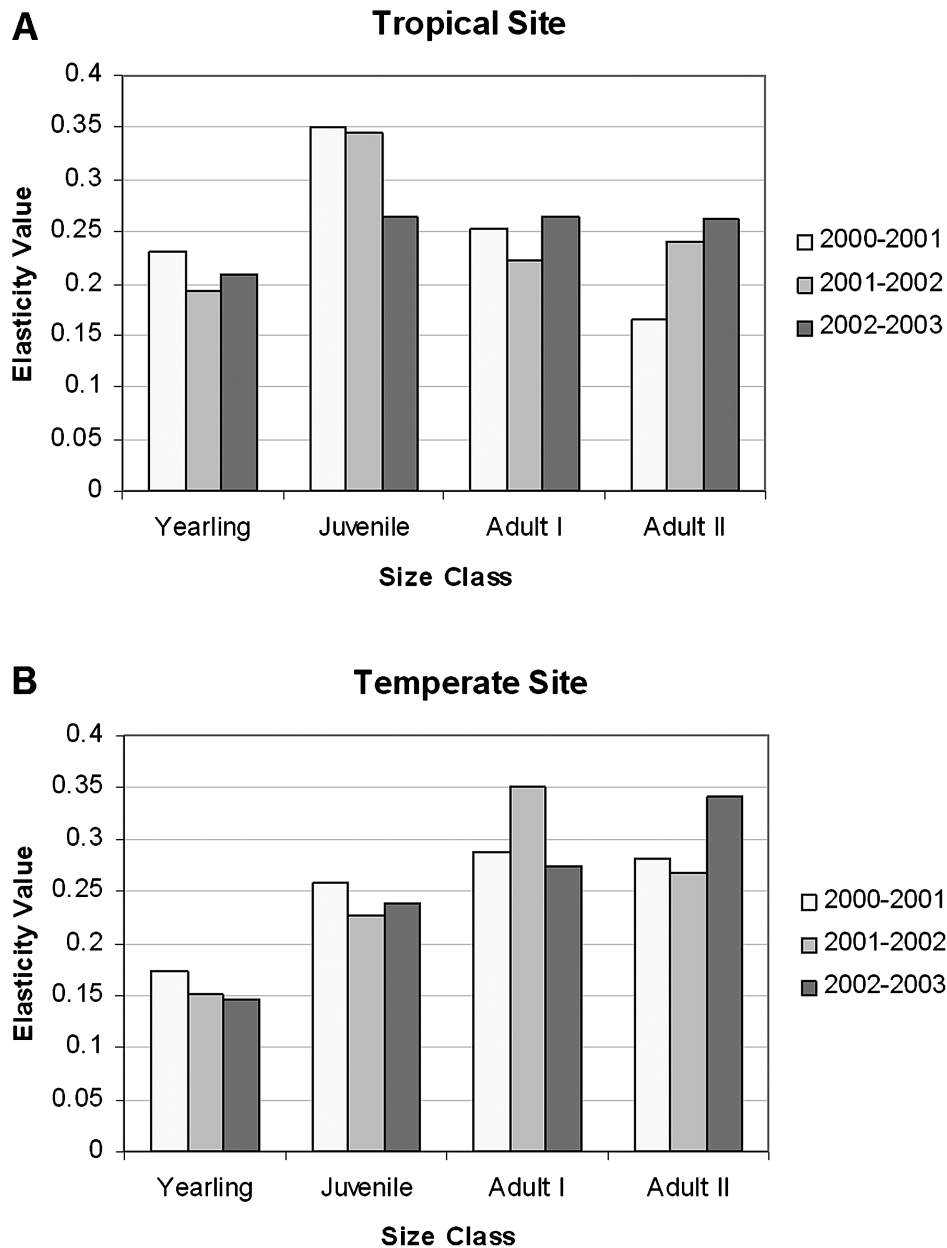 A
Tropical Site
Elasticity Value
0.4
0.35
0.3
0.25
0.2
0.15
0.1
0.05
0
Yearling Juvenile Adult I Adult II
Size Class
2000-2001
2001-2002
2002-2003
B
Temperate Site
Elasticity Value
0.4
0.35
0.3
0.25
0.2
0.15
0.1
0.05
0
Yearling Juvenile Adult I Adult II
Size Class
2000-2001
2001-2002
2002-2003